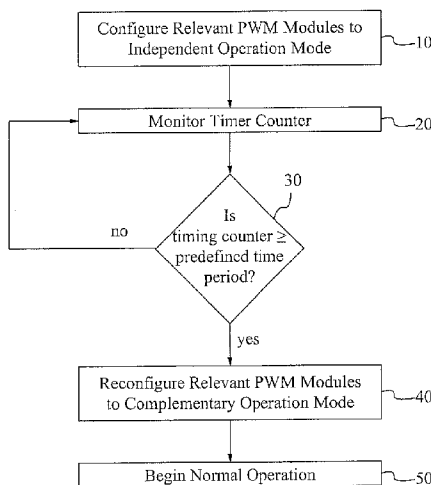 Configure Relevant PWM Modules to
Independent Operation Mode
10
Monitor Timer Counter
20
30
Is
timing counter ≥
predefined time
period?
no
yes
Reconfigure Relevant PWM Modules
to Complementary Operation Mode
40
Begin Normal Operation
50